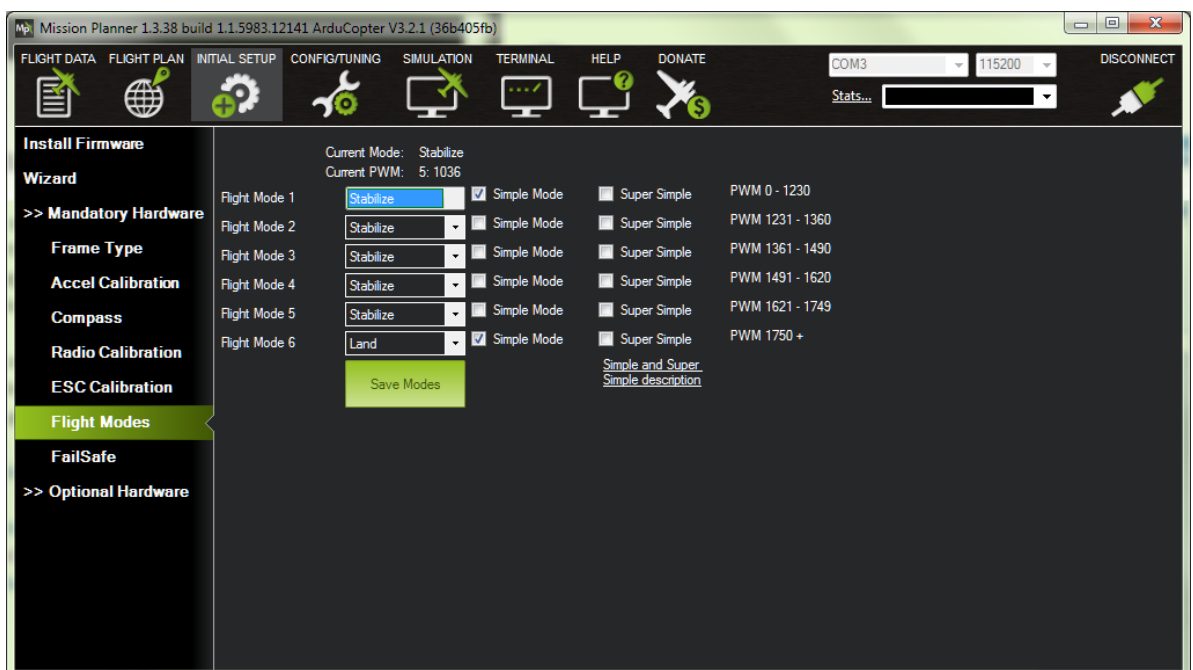 Mission Planner 1.3.38 build 1.1.5983.12141 ArduCopter V3.2.1 (36b405fb)
FLIGHT DATA FLIGHT PLAN INITIAL SETUP CONFIG/TUNING SIMULATION TERMINAL HELP DONATE COM3 115200 DISCONNECT
Stats...
Install Firmware
Wizard
>> Mandatory Hardware
Frame Type
Accel Calibration
Compass
Radio Calibration
ESC Calibration
Flight Modes
FailSafe
>> Optional Hardware
Current Mode: Stabilize
Current PWM: 5: 1036
Flight Mode 1 Stabilize Simple Mode Super Simple PWM 0 - 1230
Flight Mode 2 Stabilize Simple Mode Super Simple PWM 1231 - 1360
Flight Mode 3 Stabilize Simple Mode Super Simple PWM 1361 - 1490
Flight Mode 4 Stabilize Simple Mode Super Simple PWM 1491 - 1620
Flight Mode 5 Stabilize Simple Mode Super Simple PWM 1621 - 1749
Flight Mode 6 Land Simple Mode Super Simple PWM 1750 +
Save Modes
Simple and Super
Simple description